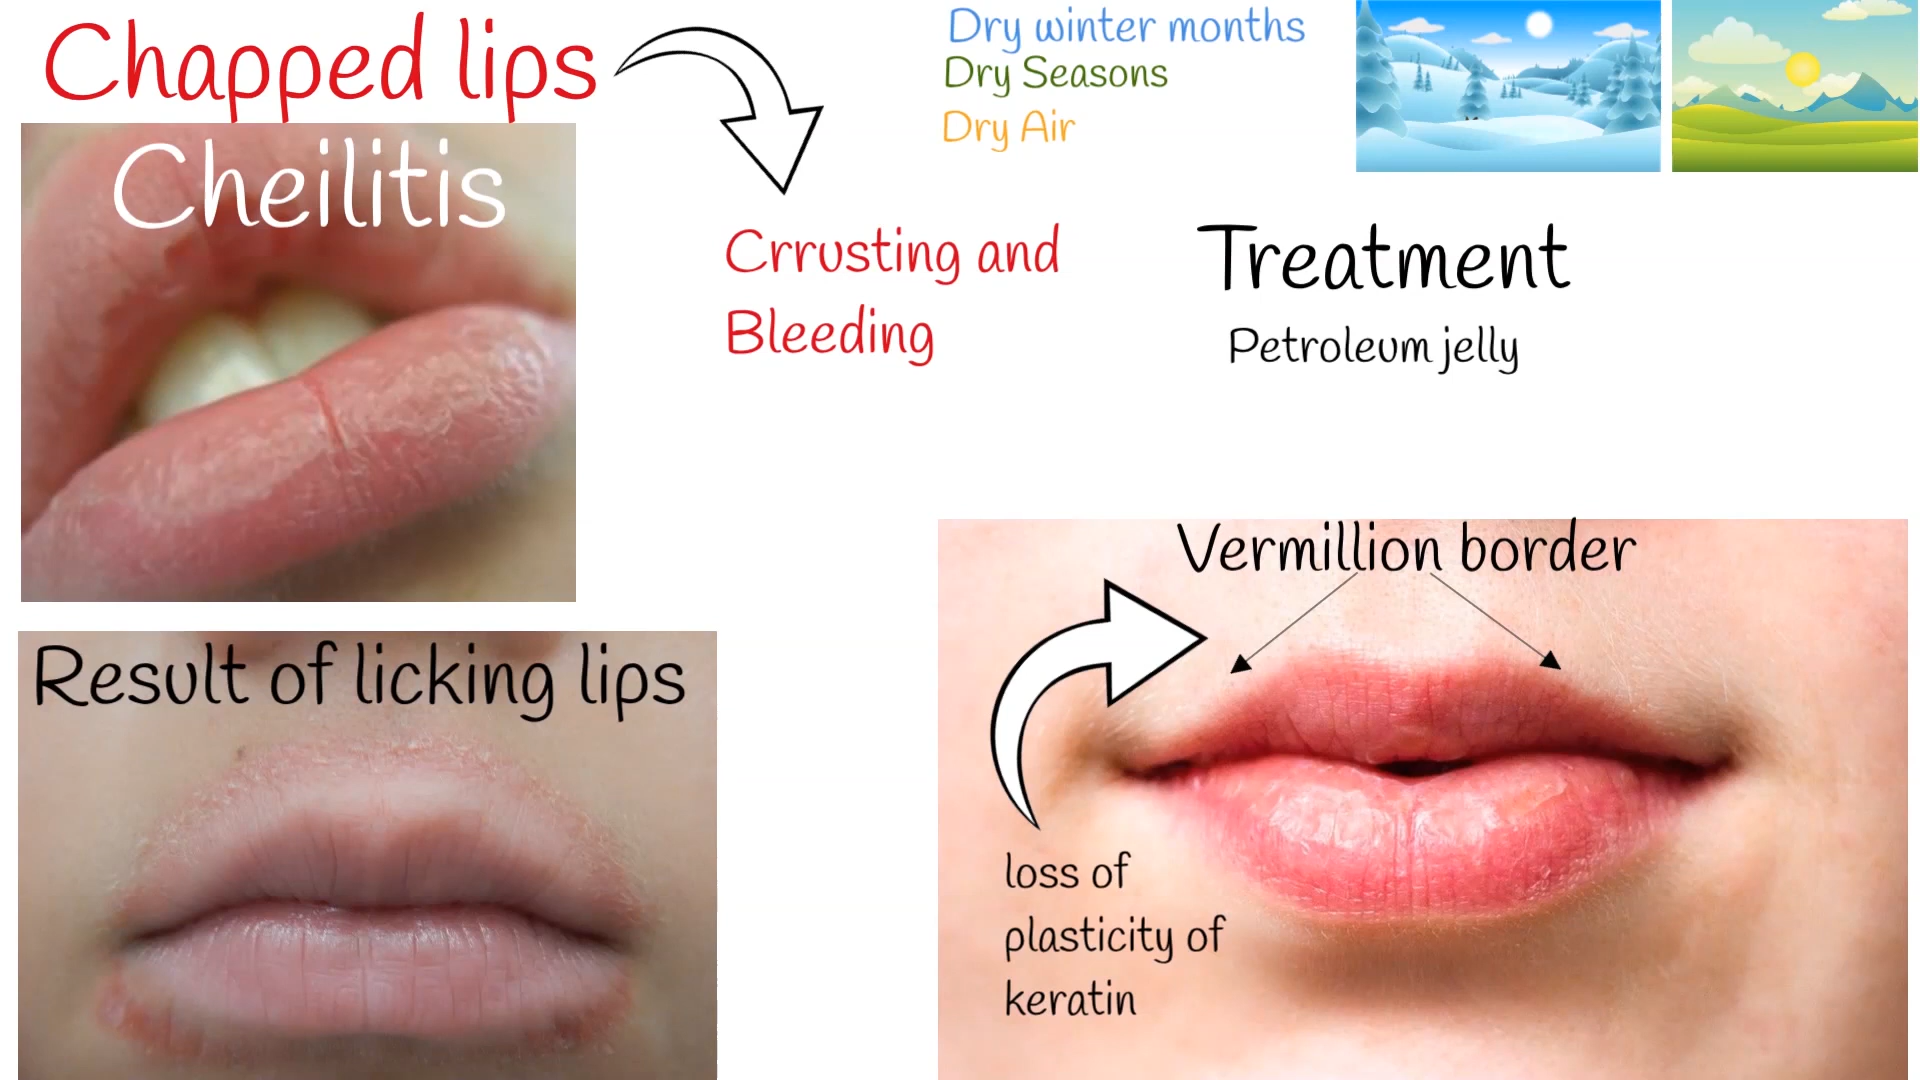 Chapped lips
Cheilitis
Dry winter months
Dry Seasons
Dry Air
Crrusting and
Bleeding
Treatment
Petroleum jelly
Result of licking lips
Vermillion border
loss of
plasticity of
keratin